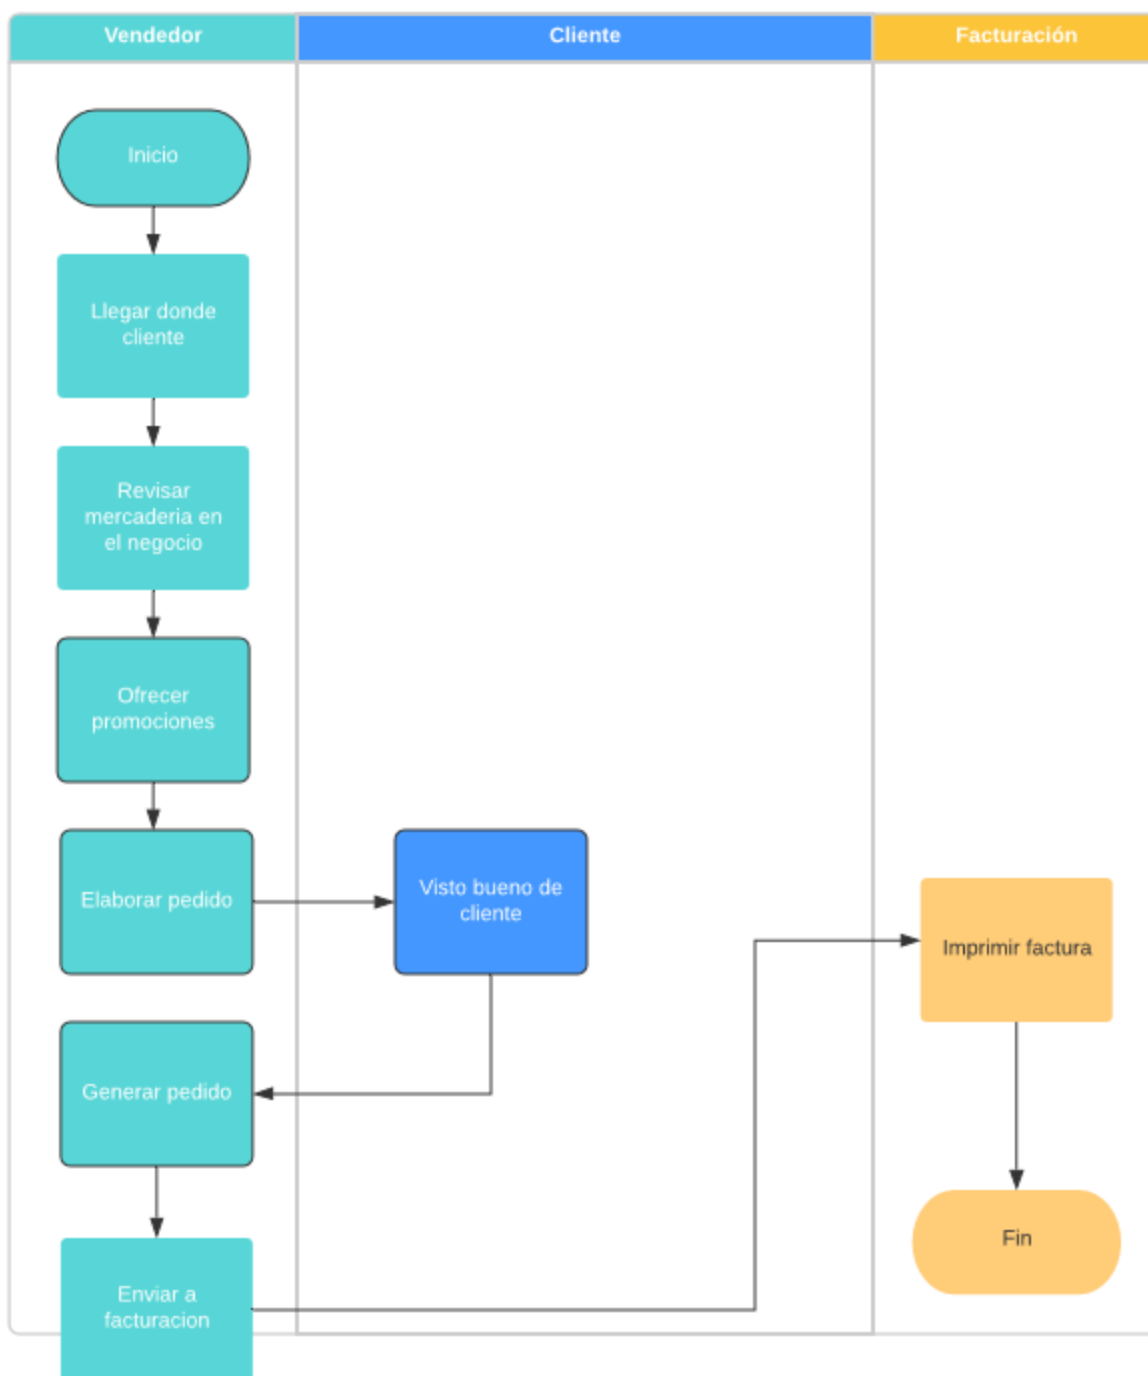 Vendedor
Cliente
Facturación
Inicio
Llegar donde
cliente
Revisar
mercaderia en
el negocio
Ofrecer
promociones
Elaborar pedido
Visto bueno de
cliente
Imprimir factura
Generar pedido
Fin
Enviar a
facturacion